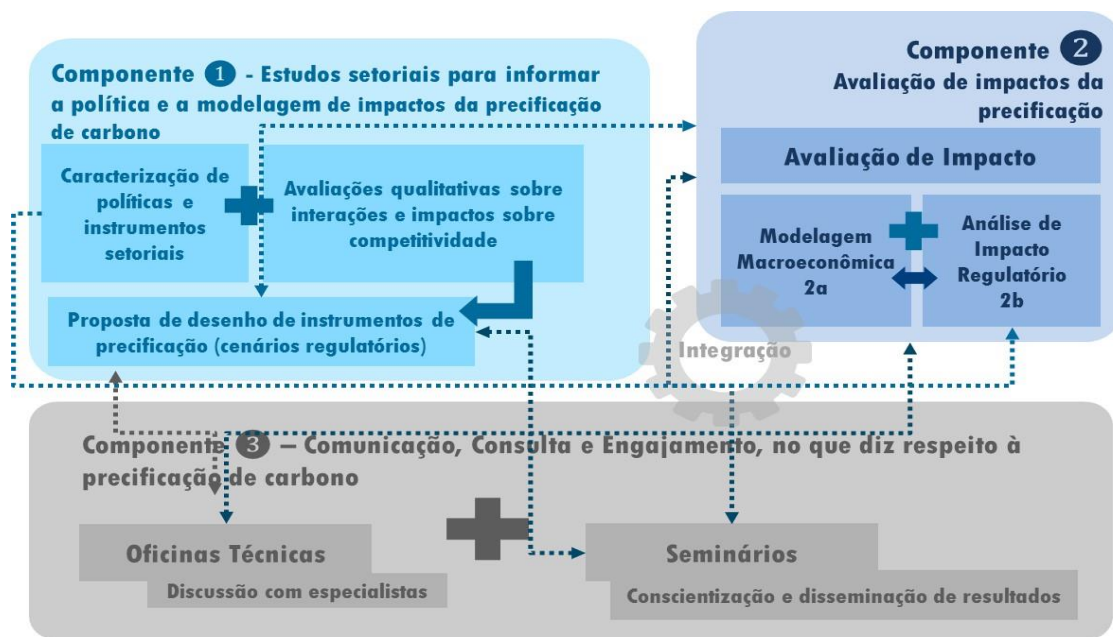 Componente 1 - Estudos setoriais para informar
a política e a modelagem de impactos da precificação
de carbono
Caracterização de
políticas e
instrumentos
setoriais
Avaliações qualitativas sobre
interações e impactos sobre
competitividade
Proposta de desenho de instrumentos de
precificação (cenários regulatórios)
Componente 2
Avaliação de impactos da
precificação
Avaliação de Impacto
Modelagem
Macroeconômica
2a
Análise de
Impacto
Regulatório
2b
Integração
Componente 3 – Comunicação, Consulta e Engajamento, no que diz respeito à
precificação de carbono
Oficinas Técnicas
Discussão com especialistas
Seminários
Conscientização e disseminação de resultados